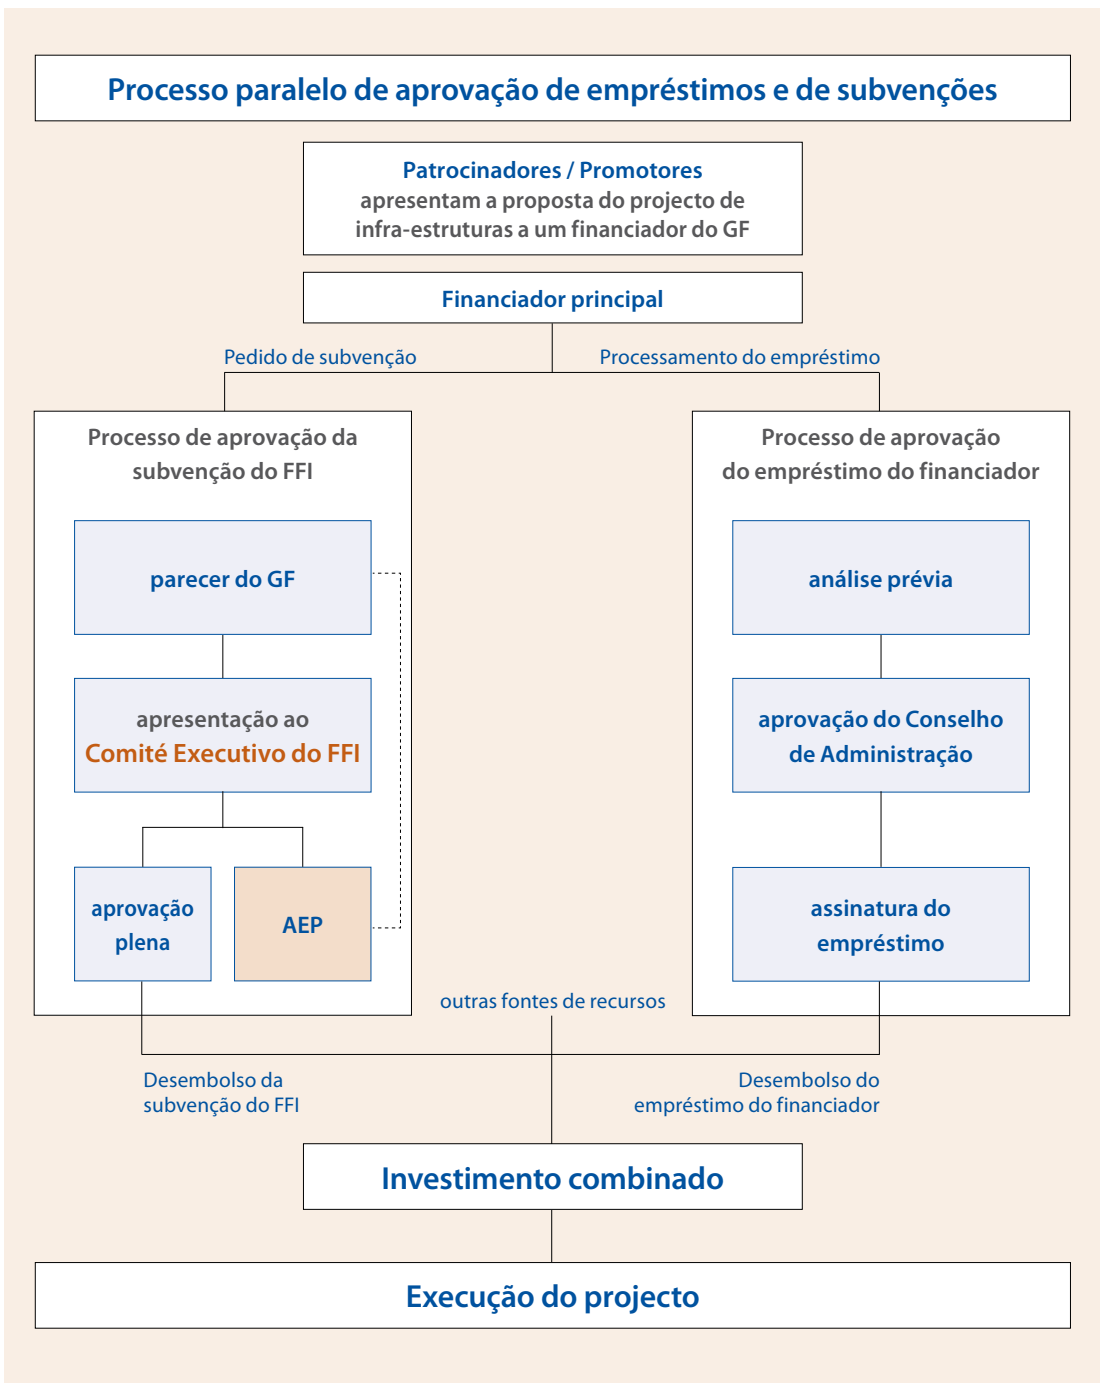 Processo paralelo de aprovação de empréstimos e de subvenções
Patrocinadores / Promotores
apresentam a proposta do projecto de
infra-estruturas a um financiador do GF
Financiador principal
Pedido de subvenção
Processamento do empréstimo
Processo de aprovação da
subvenção do FFI
parecer do GF
apresentação ao
Comité Executivo do FFI
aprovação
plena
AEP
Processo de aprovação
do empréstimo do financiador
análise prévia
aprovação do Conselho
de Administração
assinatura do
empréstimo
outras fontes de recursos
Desembolso da
subvenção do FFI
Desembolso do
empréstimo do financiador
Investimento combinado
Execução do projecto